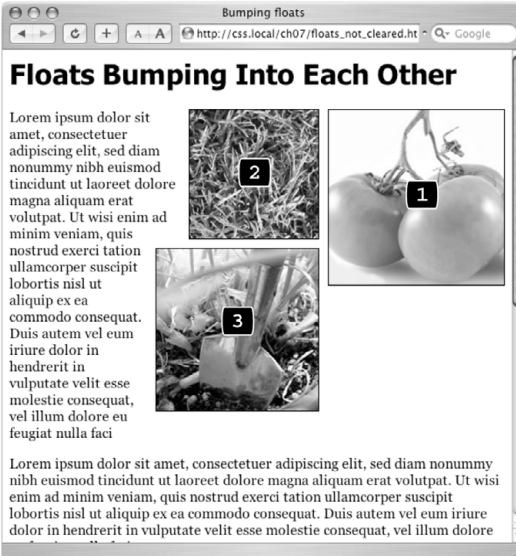 Bumping floats
A A http://css.local/ch07/floats_not_cleared.ht Google
Floats Bumping Into Each Other
Lorem ipsum dolor sit
amet, consectetuer
adipiscing elit, sed diam
nonummy nibh euismod
tincidunt ut laoreet dolore
magna aliquam erat
volutpat. Ut wisi enim ad
minim veniam, quis
nostrud exerci tation
ullamcorper suscipit
lobortis nisl ut
aliquip ex ea
commodo consequat.
Duis autem vel eum
iriure dolor in
hendrerit in
vulputate velit esse
molestie consequat,
vel illum dolore eu
feugiat nulla faci
2
1
3
Lorem ipsum dolor sit amet, consectetuer adipiscing elit, sed diam nonummy
nibh euismod tincidunt ut laoreet dolore magna aliquam erat volutpat. Ut wisi
enim ad minim veniam, quis nostrud exerci tation ullamcorper suscipit
lobortis nisl ut aliquip ex ea commodo consequat. Duis autem vel eum iriure
dolor in hendrerit in vulputate velit esse molestie consequat, vel illum dolore